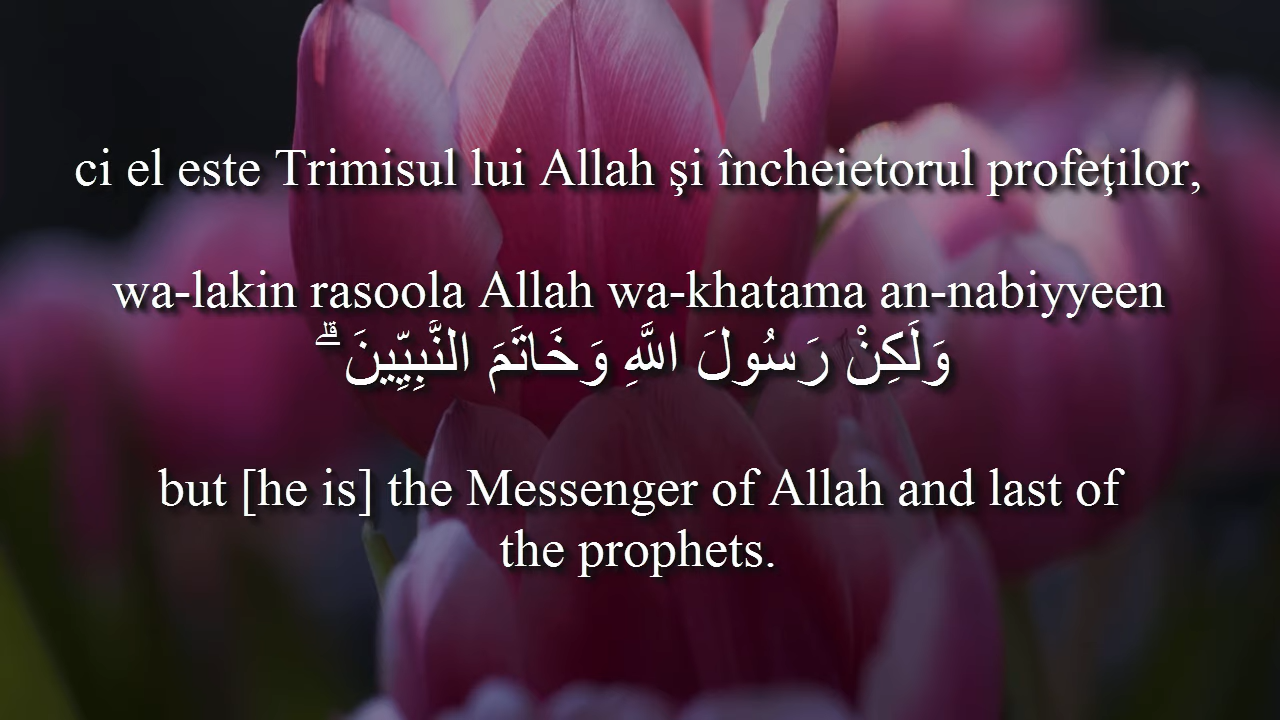 ci el este Trimisul lui Allah şi încheietorul profeţilor,
wa-lakin rasoola Allah wa-khatama an-nabiyyeen
وَلَكِنْ رَسُولَ اللَّهِ وَخَاتَمَ النَّبِيِّينَ ۗ
but [he is] the Messenger of Allah and last of
the prophets.